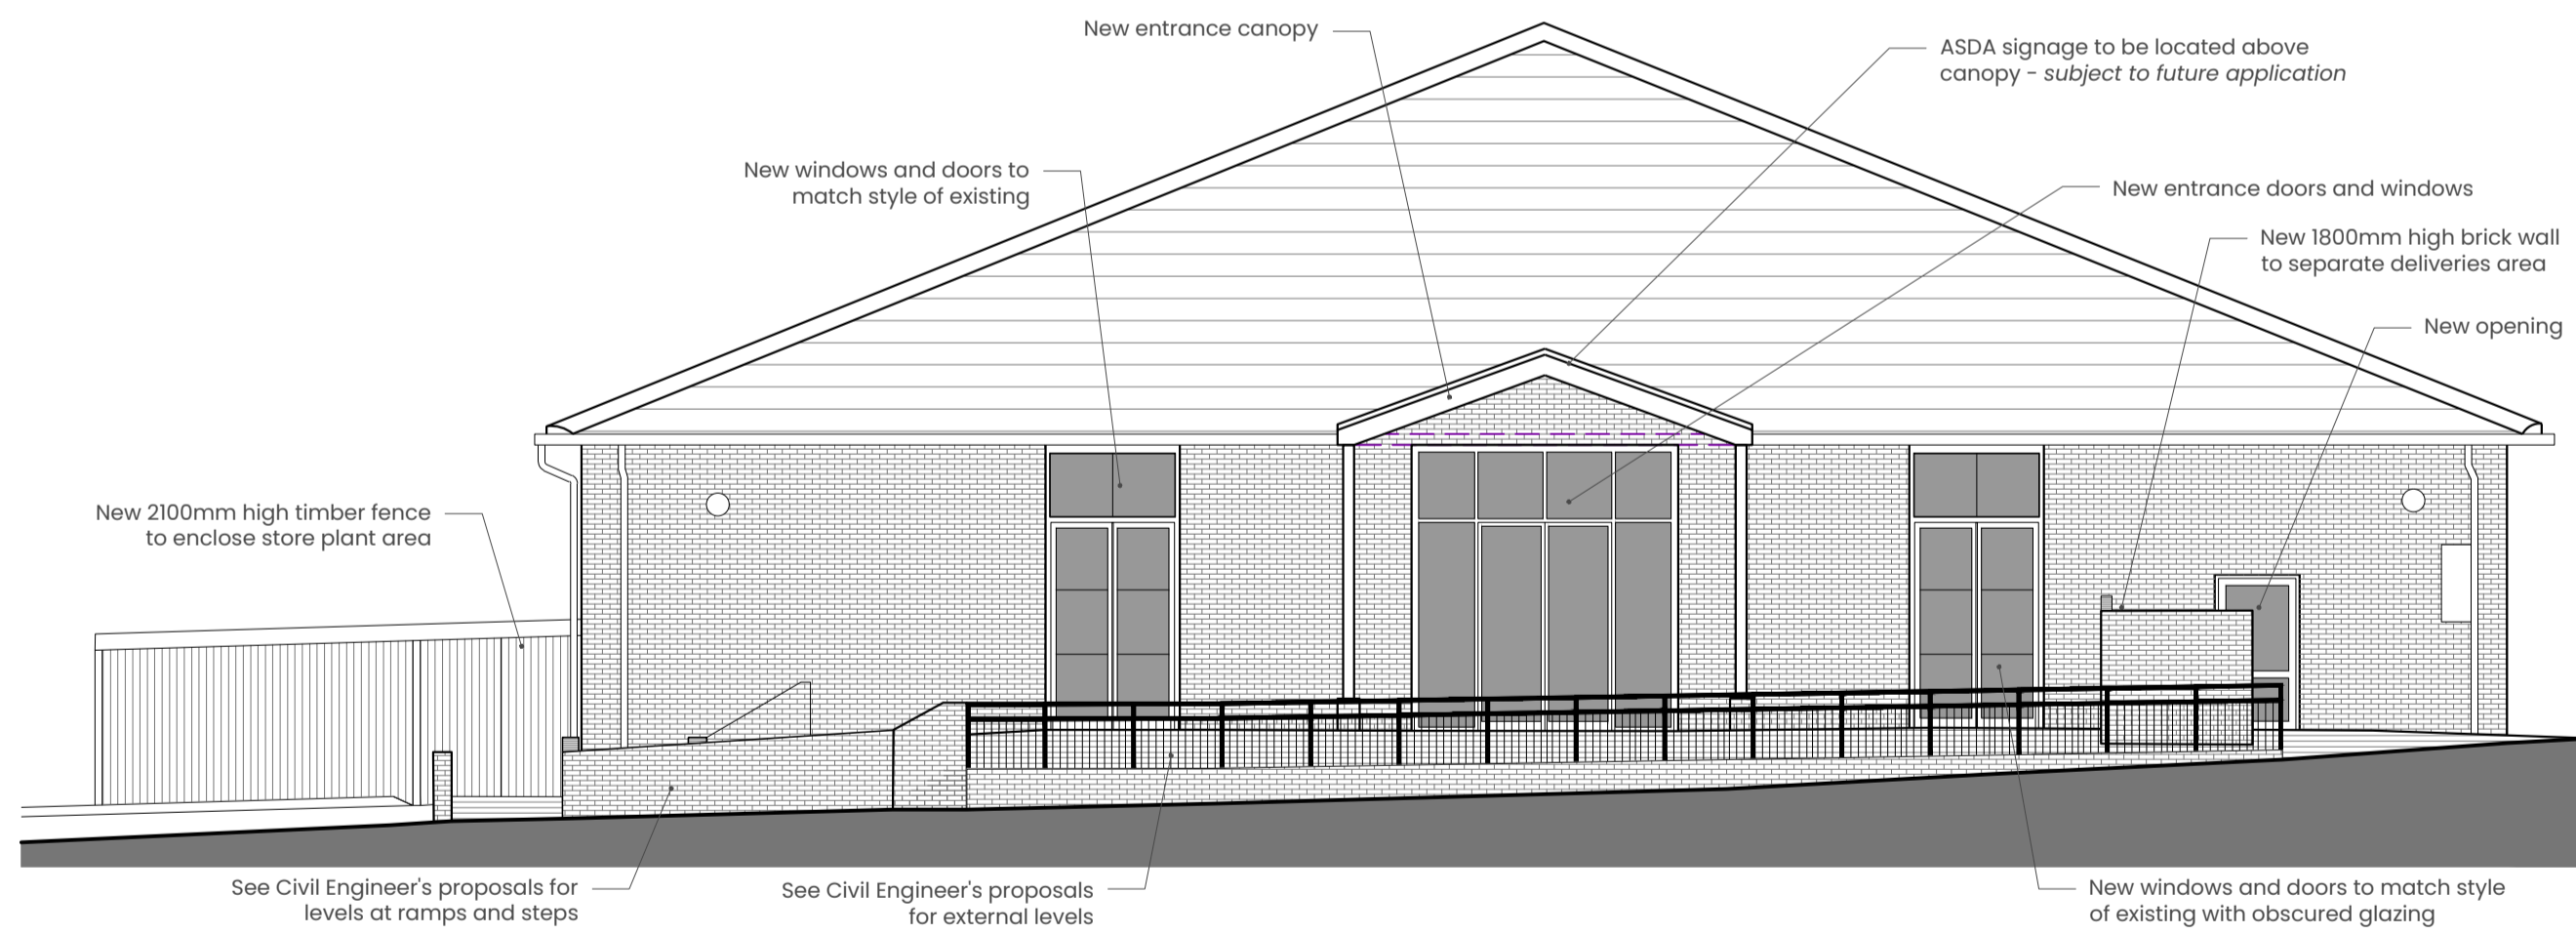 New entrance canopy
ASDA signage to be located above
canopy - subject to future application
New windows and doors to
match style of existing
New entrance doors and windows
New 1800mm high brick wall
to separate deliveries area
New opening
New 2100mm high timber fence
to enclose store plant area
See Civil Engineer's proposals for
levels at ramps and steps
See Civil Engineer's proposals
for external levels
New windows and doors to match style
of existing with obscured glazing